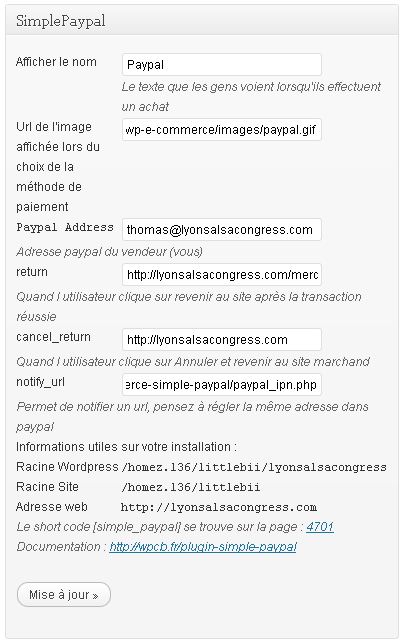 SimplePaypal
Afficher le nom
Paypal
Le texte que les gens voient lorsqu'ils effectuent
un achat
Url de l'image
affichée lors du
choix de la
méthode de
paiement
wp-e-commerce/images/paypal.gif
Paypal Address
thomas@lyonsalsacongress.com
Adresse paypal du vendeur (vous)
return
http://lyonsalsacongress.com/merc
Quand l utilisateur clique sur revenir au site après la transaction
réussie
cancel_return
http://lyonsalsacongress.com
Quand l utilisateur clique sur Annuler et revenir au site marchand
notify_url
erce-simple-paypal/paypal_ipn.php
Permet de notifier un url, pensez à régler la même adresse dans
paypal
Informations utiles sur votre installation :
Racine Wordpress /homez.136/littlebii/lyonsalsacongress
Racine Site /homez.136/littlebii
Adresse web http://lyonsalsacongress.com
Le short code [simple_paypal] se trouve sur la page : 4701
Documentation : http://wpcb.fr/plugin-simple-paypal
Mise à jour »